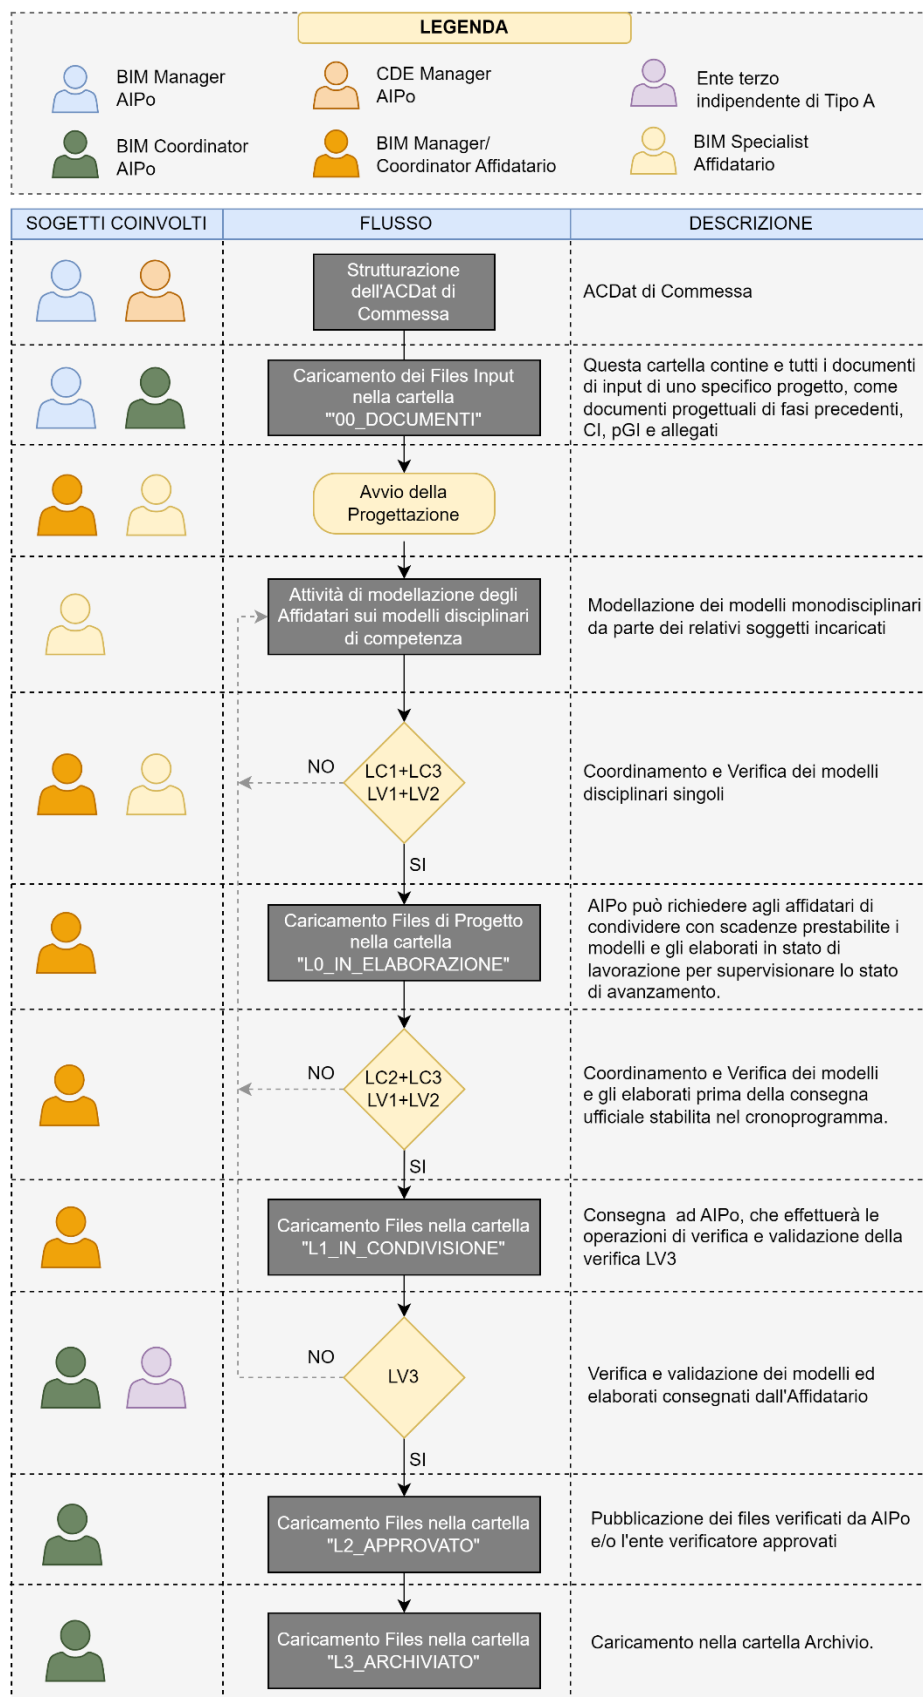 LEGENDA
BIM Manager
AIPo
CDE Manager
AIPo
Ente terzo
indipendente di Tipo A
BIM Coordinator
AIPo
BIM Manager/
Coordinator Affidatario
BIM Specialist
Affidatario
SOGETTI COINVOLTI
FLUSSO
DESCRIZIONE
Strutturazione
dell'ACDat di
Commessa
ACDat di Commessa
Caricamento dei Files Input
nella cartella
"'00_DOCUMENTI"
Questa cartella contine e tutti i documenti
di input di uno specifico progetto, come
documenti progettuali di fasi precedenti,
CI, pGI e allegati
Avvio della
Progettazione
Attività di modellazione degli
Affidatari sui modelli disciplinari
di competenza
Modellazione dei modelli monodisciplinari
da parte dei relativi soggetti incaricati
NO
LC1+LC3
LV1+LV2
SI
Coordinamento e Verifica dei modelli
disciplinari singoli
Caricamento Files di Progetto
nella cartella
"L0_IN_ELABORAZIONE"
AIPo può richiedere agli affidatari di
condividere con scadenze prestabilite i
modelli e gli elaborati in stato di
lavorazione per supervisionare lo stato
di avanzamento.
NO
LC2+LC3
LV1+LV2
SI
Coordinamento e Verifica dei modelli
e gli elaborati prima della consegna
ufficiale stabilita nel cronoprogramma.
Caricamento Files nella cartella
"L1_IN_CONDIVISIONE"
Consegna ad AIPo, che effettuerà le
operazioni di verifica e validazione della
verifica LV3
NO
LV3
SI
Verifica e validazione dei modelli ed
elaborati consegnati dall'Affidatario
Caricamento Files nella cartella
"L2_APPROVATO"
Pubblicazione dei files verificati da AIPo
e/o l'ente verificatore approvati
Caricamento Files nella cartella
"L3_ARCHIVIATO"
Caricamento nella cartella Archivio.